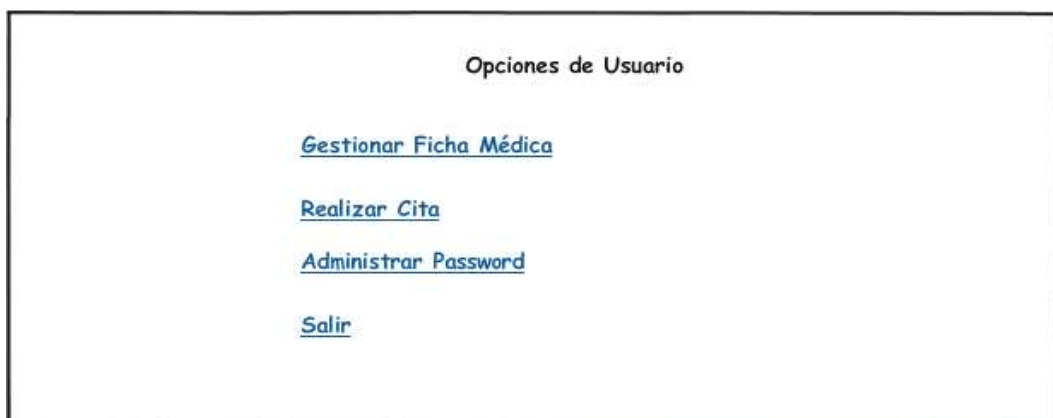 Opciones de Usuario
Gestionar Ficha Médica
Realizar Cita
Administrar Password
Salir